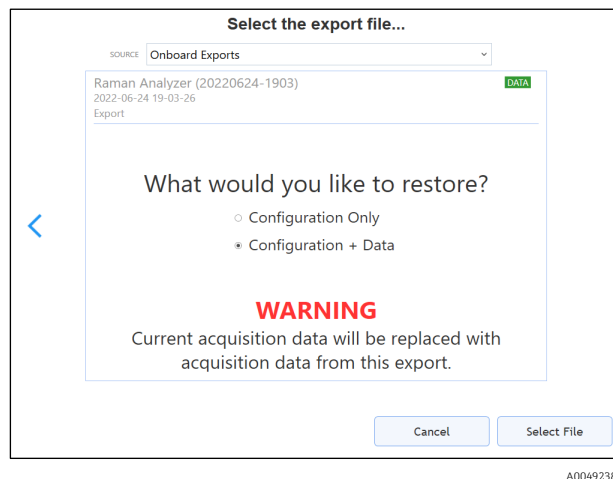 Select the export file...
SOURCE Onboard Exports
Raman Analyzer (20220624-1903) DATA
2022-06-24 19-03-26
Export
What would you like to restore?
Configuration Only
Configuration + Data
WARNING
Current acquisition data will be replaced with
acquisition data from this export.
Cancel Select File
A0049238